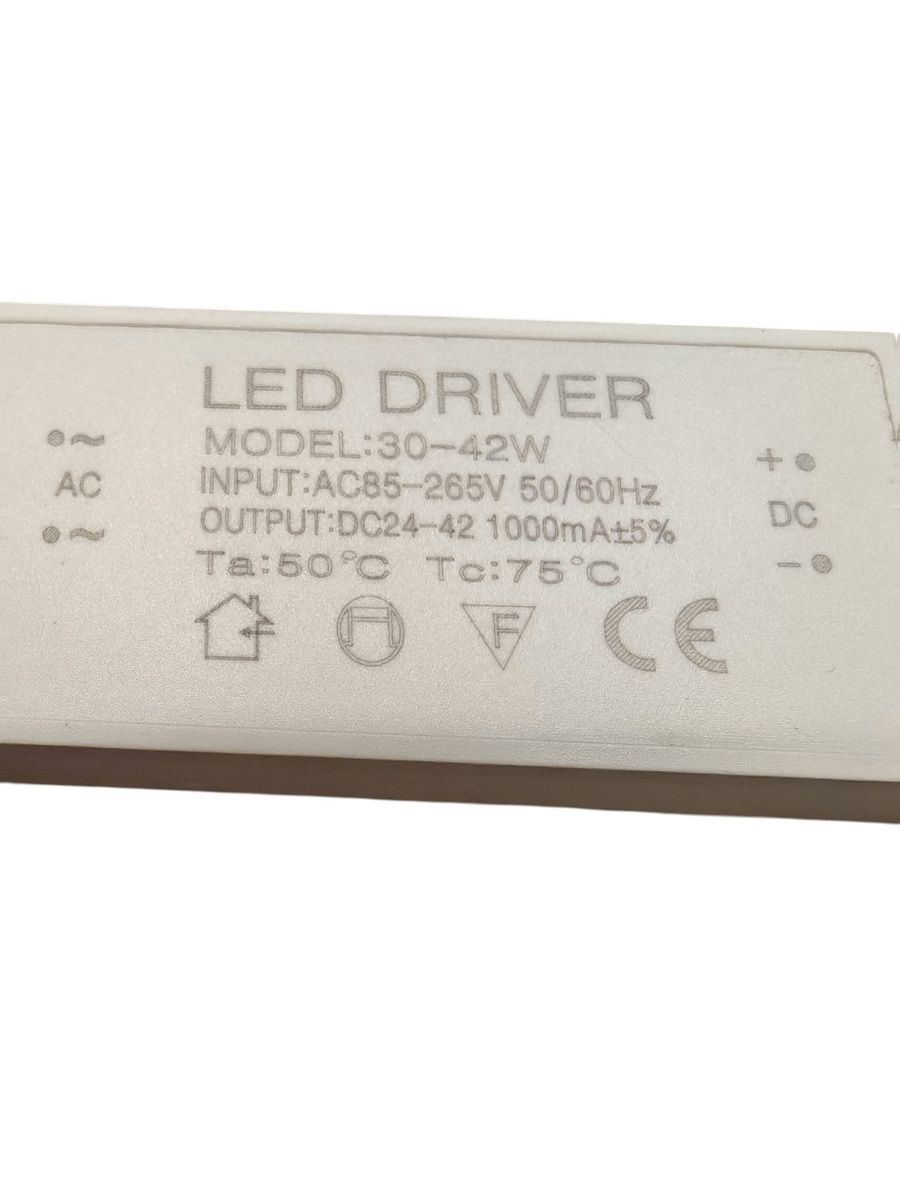 LED DRIVER
MODEL:30-42W
INPUT:AC85-265V 50/60Hz
OUTPUT:DC24-42 1000mA±5%
Ta:50°C Tc:75°C
F CE
~
AC
~
+
DC
-